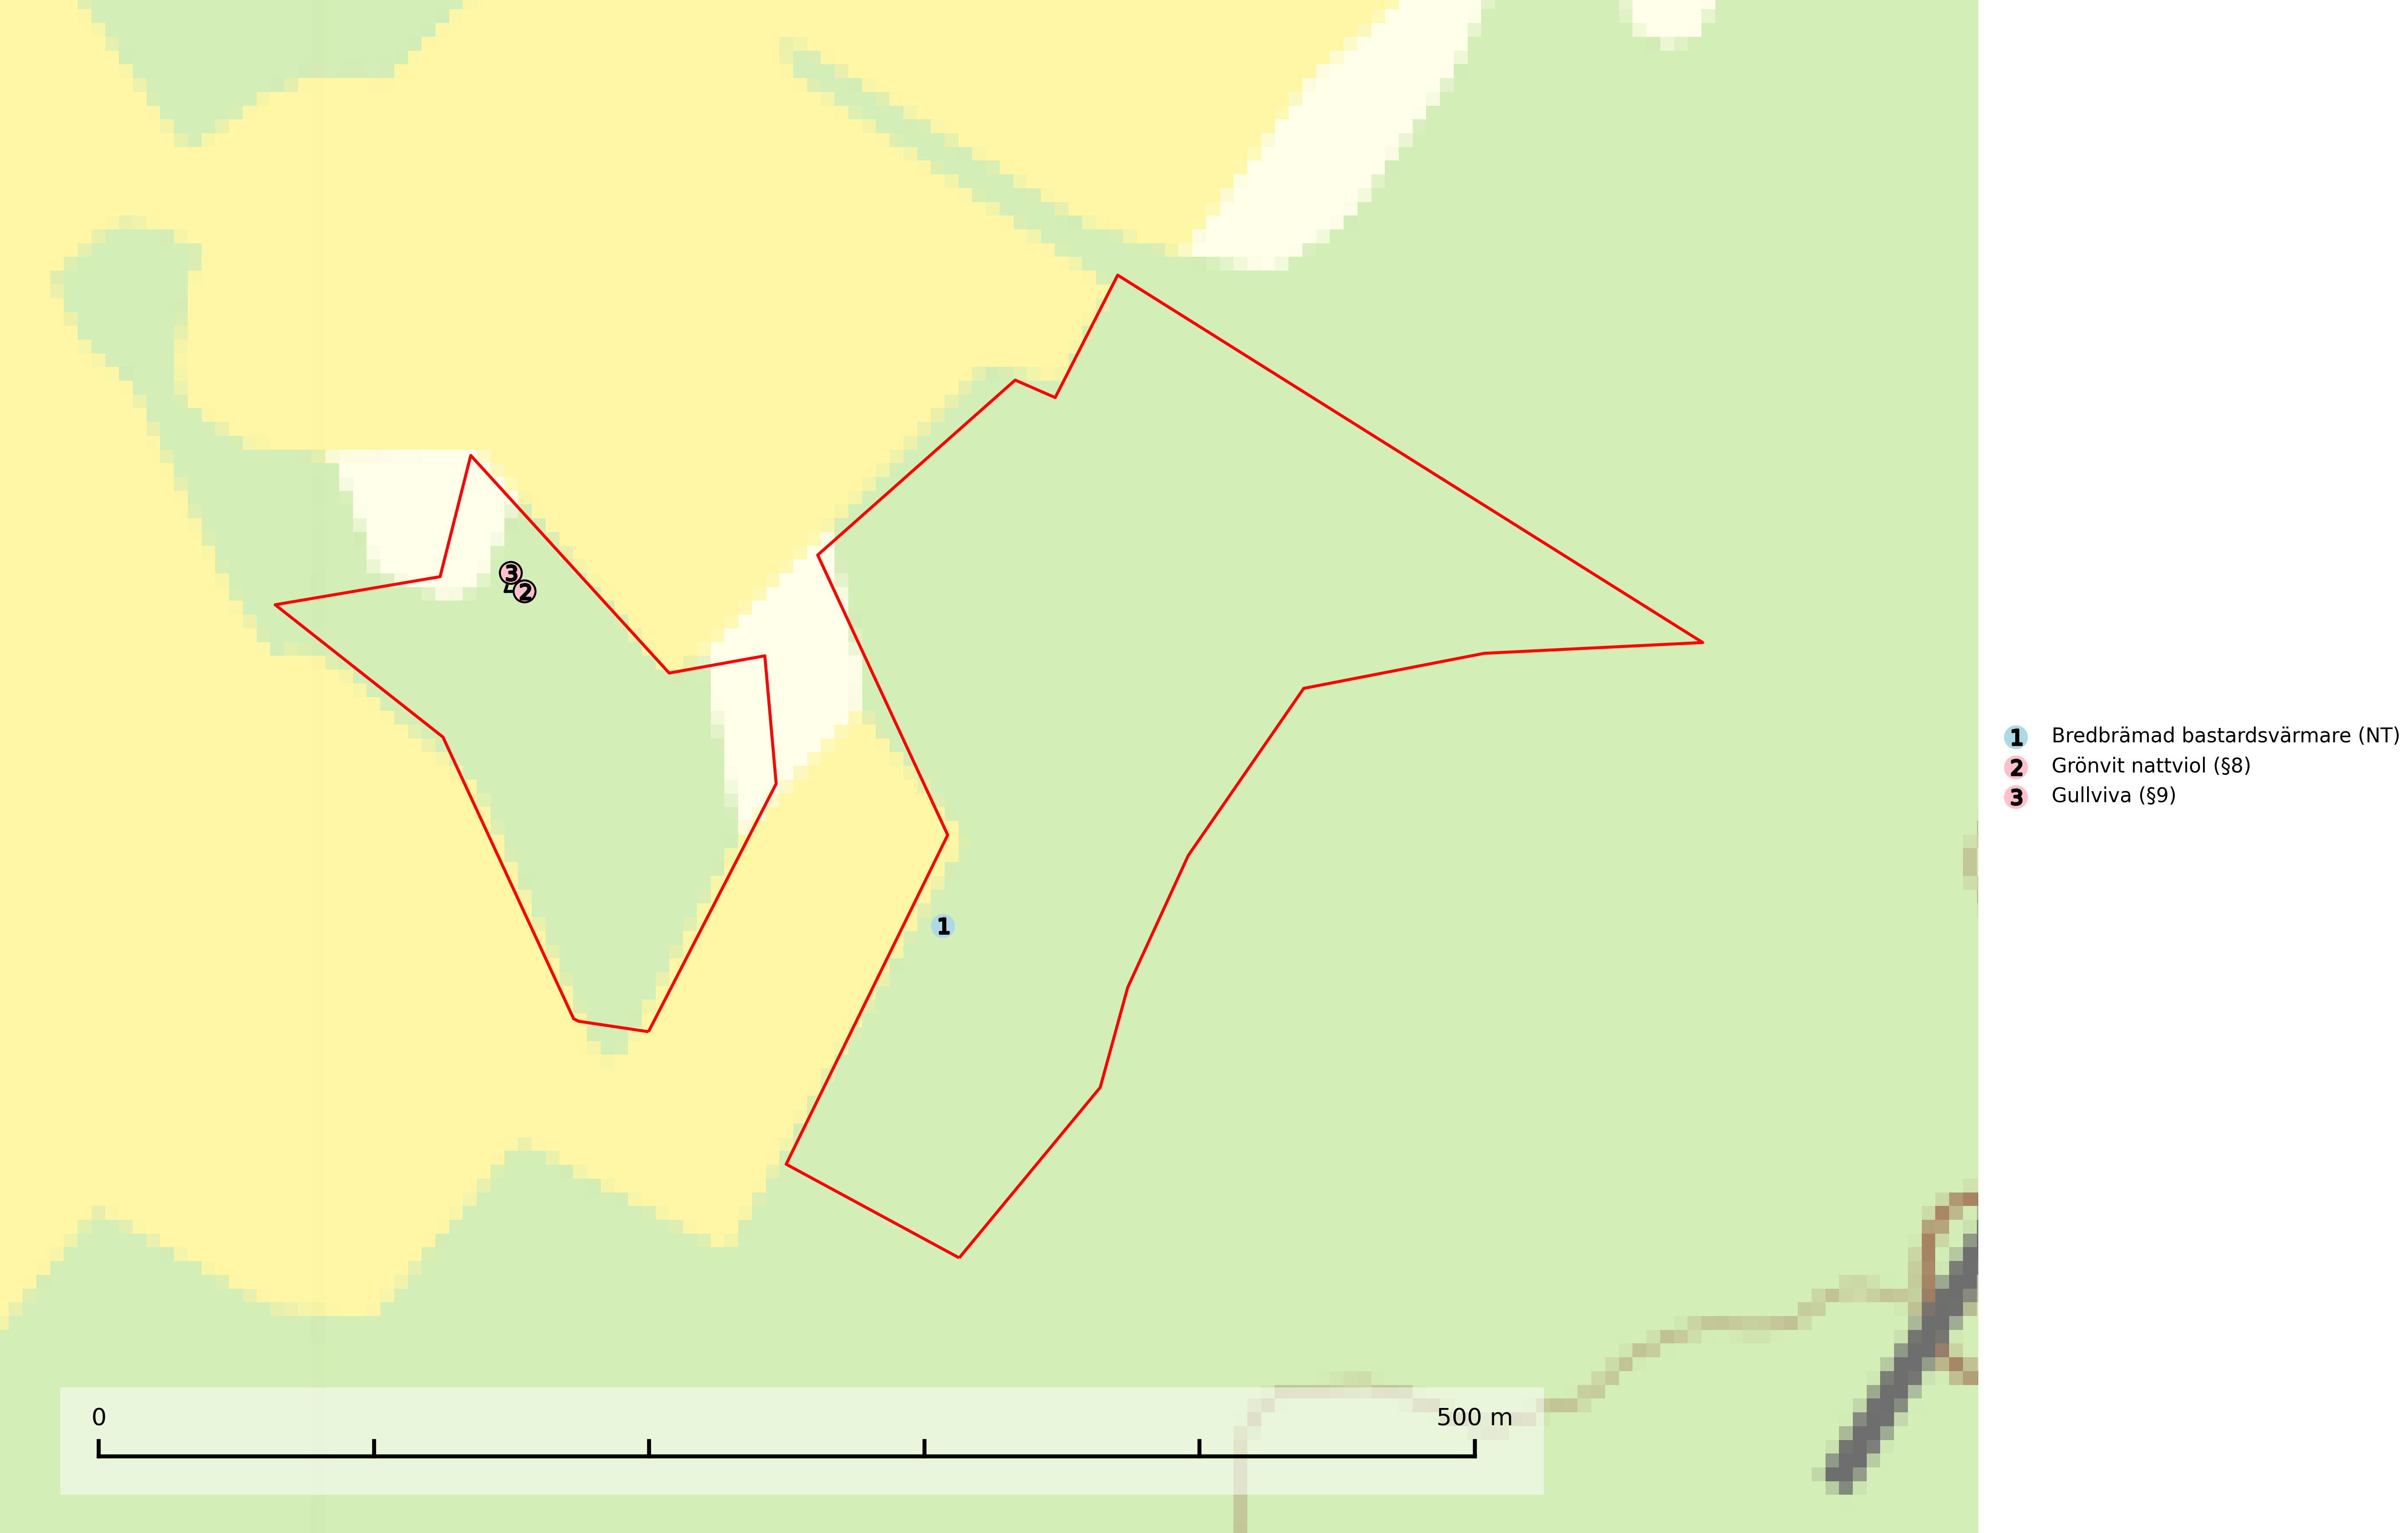 3
2
1
1 Bredbrämad bastardsvärmare (NT)
2 Grönvit nattviol (§8)
3 Gullviva (§9)
0 500 m